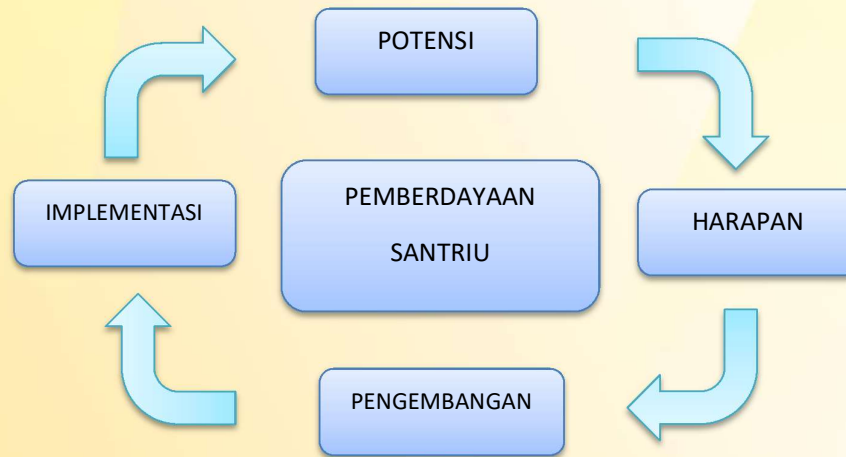 POTENSI
IMPLEMENTASI
PEMBERDAYAAN
SANTRIU
HARAPAN
PENGEMBANGAN